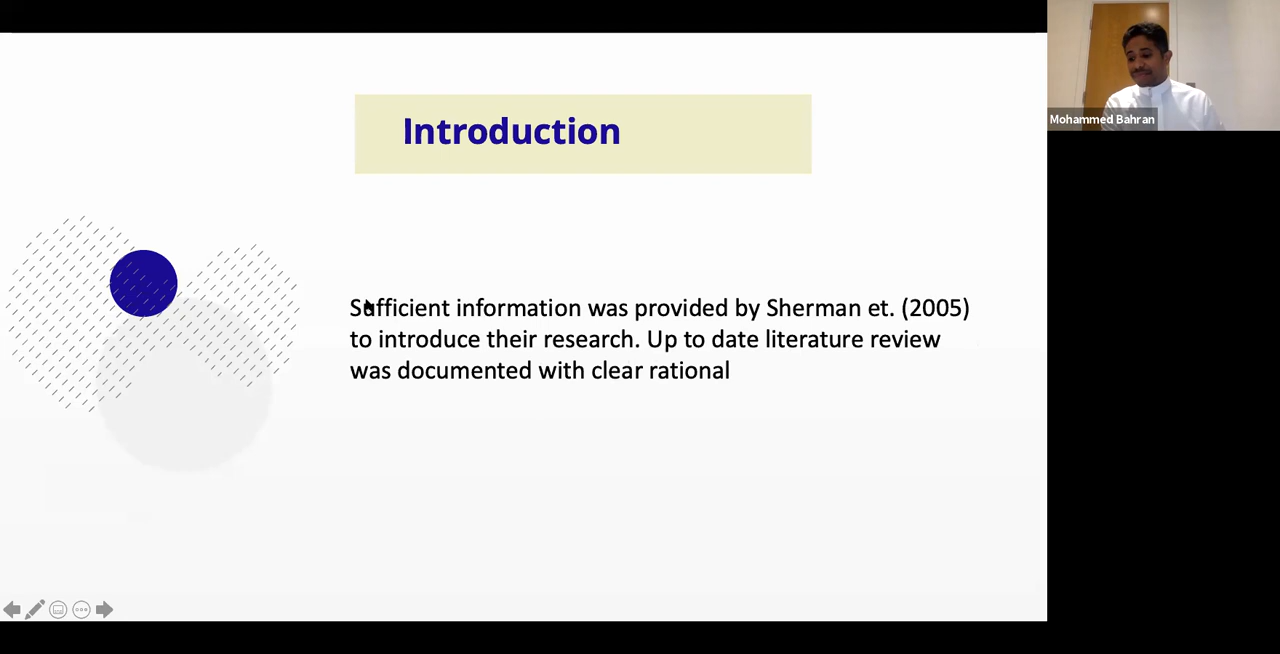 Introduction
Sufficient information was provided by Sherman et. (2005)
to introduce their research. Up to date literature review
was documented with clear rational
Mohammed Bahran